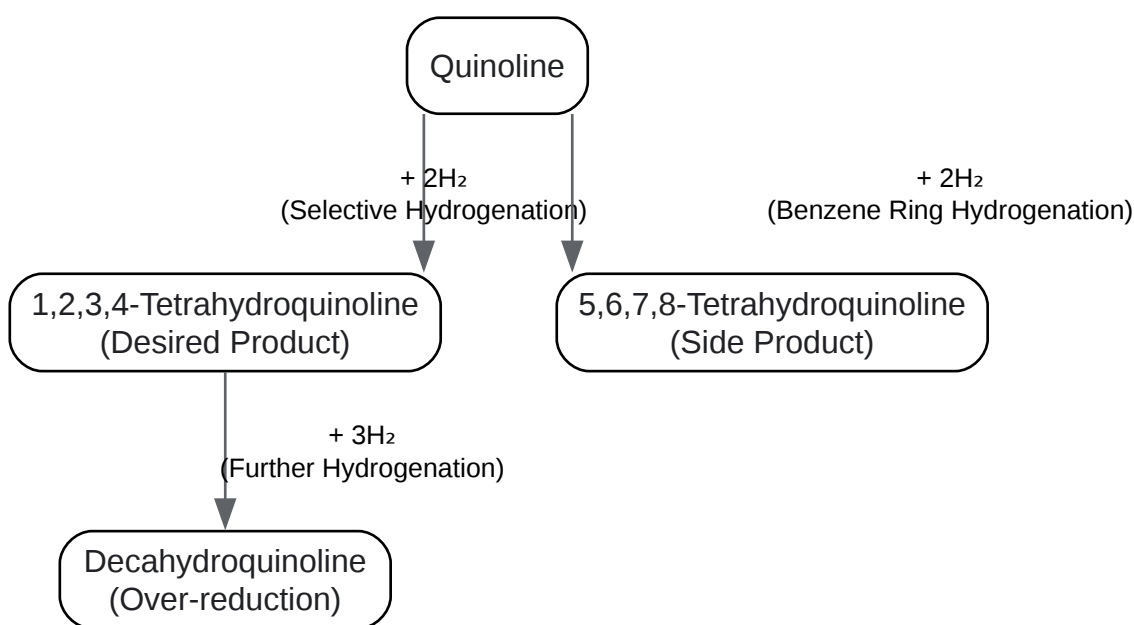 Quinoline
+ 2H₂
(Selective Hydrogenation)
+ 2H₂
(Benzene Ring Hydrogenation)
1,2,3,4-Tetrahydroquinoline
(Desired Product)
5,6,7,8-Tetrahydroquinoline
(Side Product)
+ 3H₂
(Further Hydrogenation)
Decahydroquinoline
(Over-reduction)